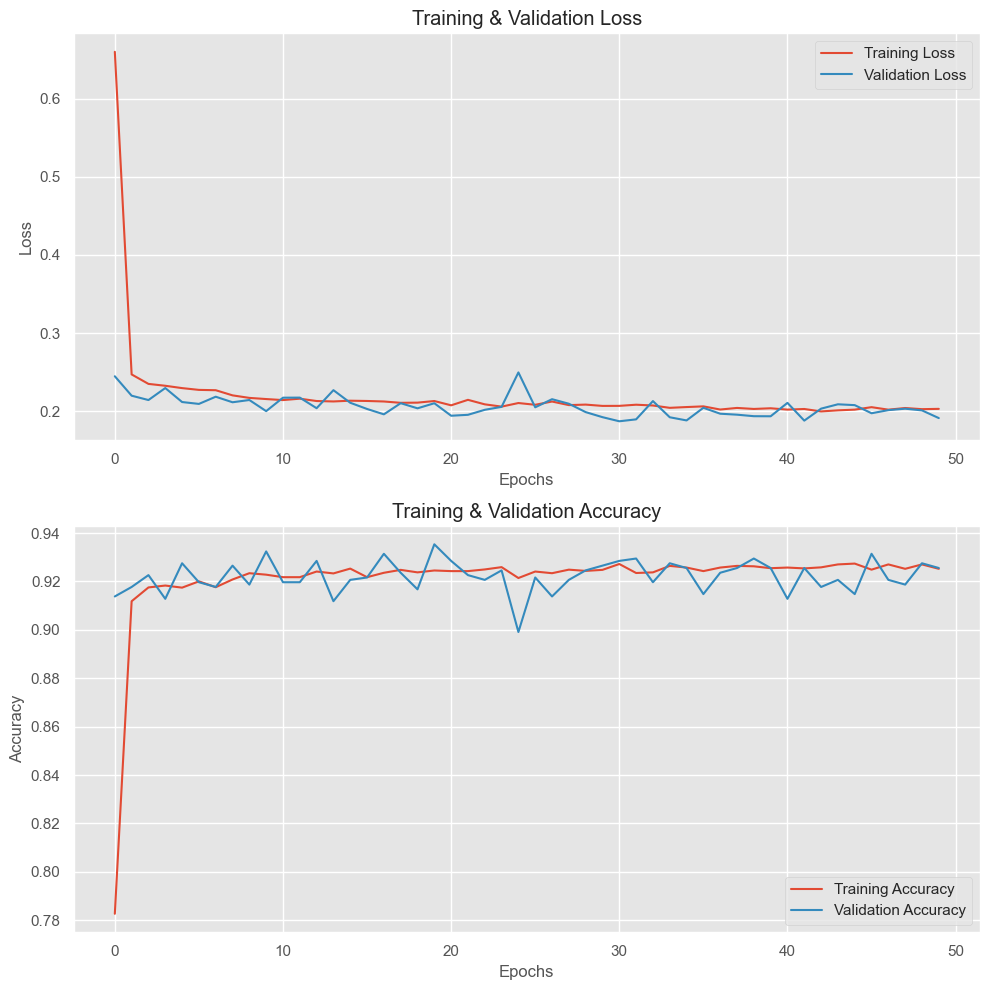 Training & Validation Loss
Training Loss
Validation Loss
0.6
0.5
0.4
0.3
0.2
Loss
0 10 20 30 40 50
Epochs
Training & Validation Accuracy
0.94
0.92
0.90
0.88
0.86
0.84
0.82
0.80
0.78
Accuracy
Training Accuracy
Validation Accuracy
0 10 20 30 40 50
Epochs